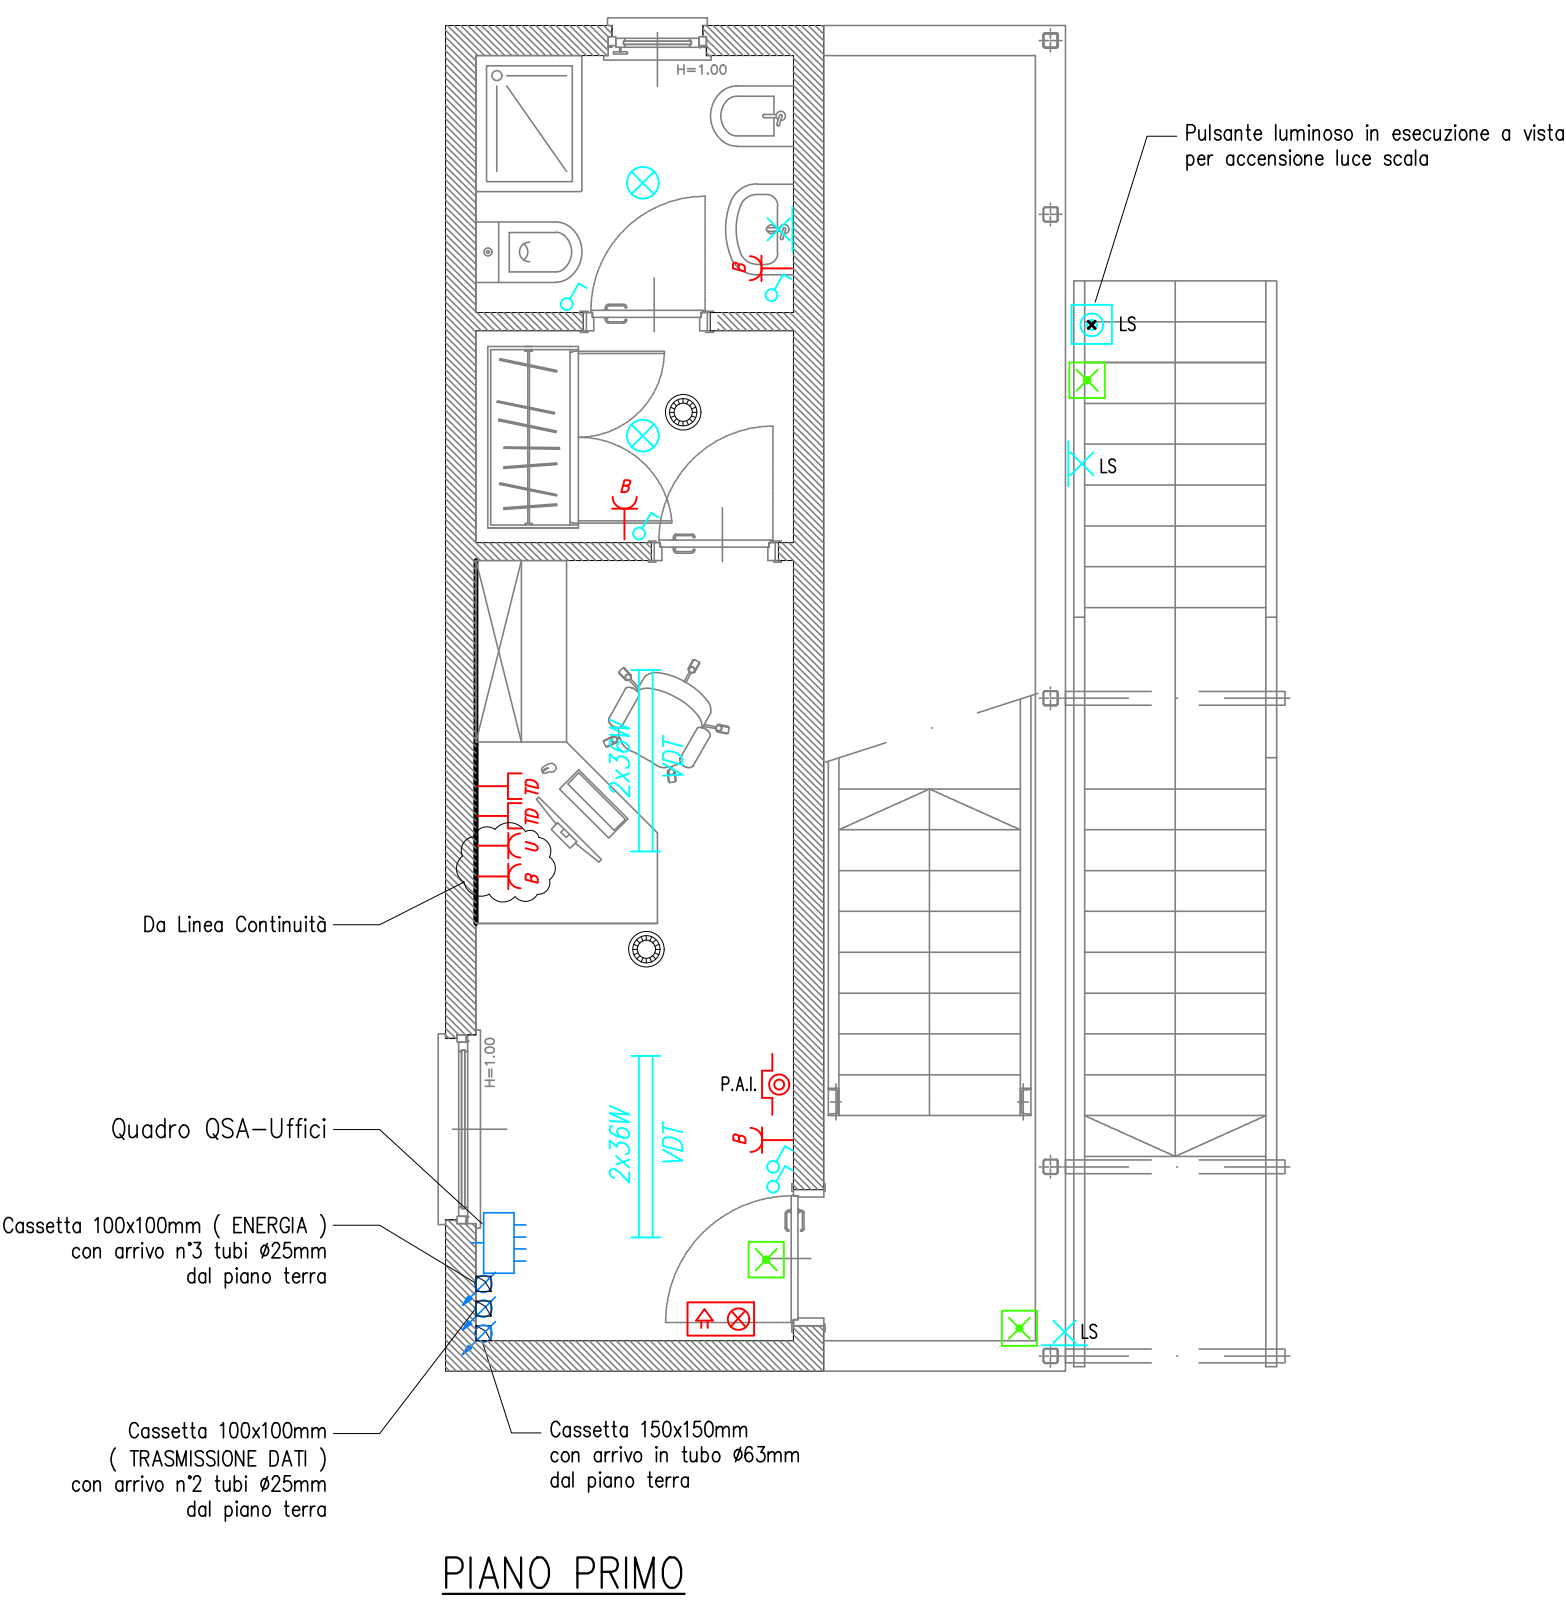 H=1.00
Pulsante luminoso in esecuzione a vista
per accensione luce scala
B
LS
LS
B
2x36W
VDT
TD
TD
U
B
Da Linea Continuità
H=1.00
P.A.I.
B
2x36W
VDT
Quadro QSA-Uffici
Cassetta 100x100mm ( ENERGIA )
con arrivo n°3 tubi ø25mm
dal piano terra
LS
Cassetta 100x100mm
( TRASMISSIONE DATI )
con arrivo n°2 tubi ø25mm
dal piano terra
Cassetta 150x150mm
con arrivo in tubo ø63mm
dal piano terra
PIANO PRIMO